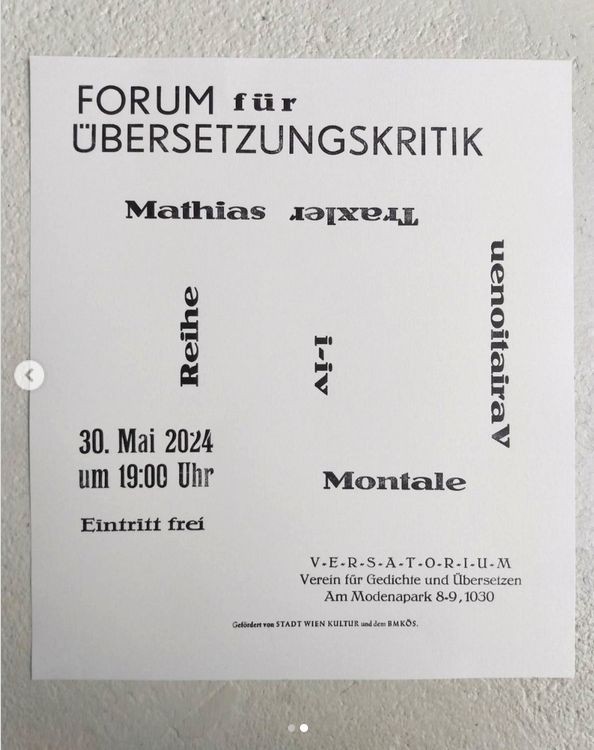 FORUM für
ÜBERSETZUNGSKRITIK
Mathias Traxler
Reihe
i-iv
Variationen
Montale
30. Mai 2024
um 19:00 Uhr
Eintritt frei
V-E-R-S-A-T-O-R-I-U-M
Verein für Gedichte und Übersetzen
Am Modenapark 8-9, 1030
Gefördert von STADT WIEN KULTUR und dem BMKÖS.